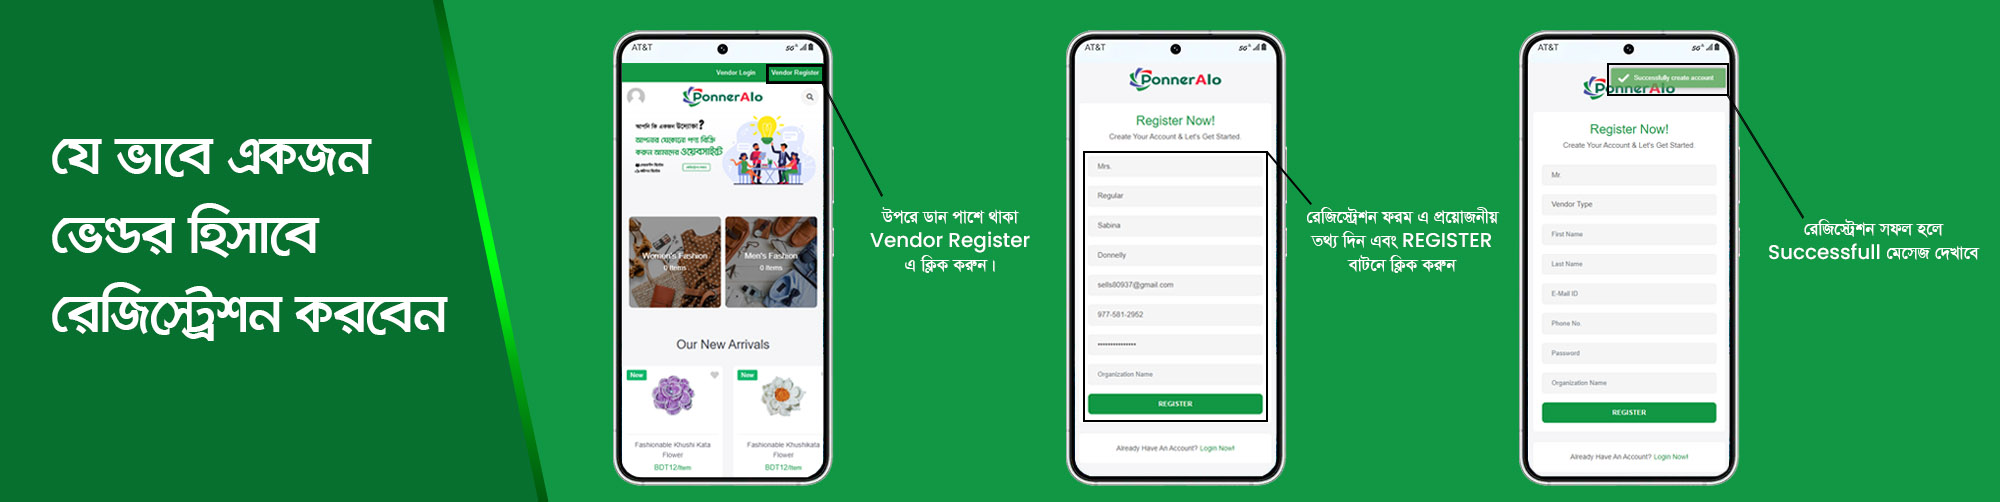 যে ভাবে একজন
ভেণ্ডর হিসাবে
রেজিস্ট্রেশন করবেন
AT&T
5G
Vendor Login
Vendor Register
PonnerAlo
আপনি কি একজন উদ্যোক্তা?
আপনার যেকোনো পণ্য বিক্রি
করুন আমাদের ওয়েবসাইটে
Women's Fashion
0 Items
Men's Fashion
0 Items
Our New Arrivals
New
New
Fashionable Khushi Kata
Flower
BDT12/Item
Fashionable Khushikata
Flower
BDT12/Item
উপরে ডান পাশে থাকা
Vendor Register
এ ক্লিক করুন।
AT&T
5G
PonnerAlo
Register Now!
Create Your Account & Let's Get Started.
Mrs.
Regular
Sabina
Donnelly
sells80937@gmail.com
977-581-2952
Organization Name
REGISTER
Already Have An Account? Login Now!
রেজিস্ট্রেশন ফরম এ প্রয়োজনীয়
তথ্য দিন এবং REGISTER
বাটনে ক্লিক করুন
AT&T
5G
Successfully create account
PonnerAlo
Register Now!
Create Your Account & Let's Get Started
Mr.
Vendor Type
First Name
Last Name
E-Mail ID
Phone No.
Password
Organization Name
REGISTER
Already Have An Account? Login Now!
রেজিস্ট্রেশন সফল হলে
Successfull মেসেজ দেখাবে